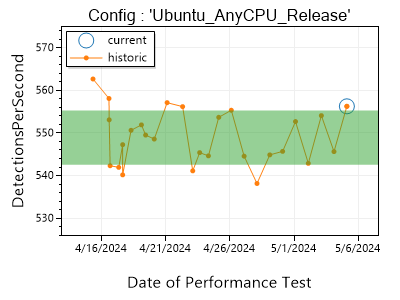 Config : 'Ubuntu_AnyCPU_Release'
current
historic
570
560
550
540
530
DetectionsPerSecond
4/16/2024
4/21/2024
4/26/2024
5/1/2024
5/6/2024
Date of Performance Test